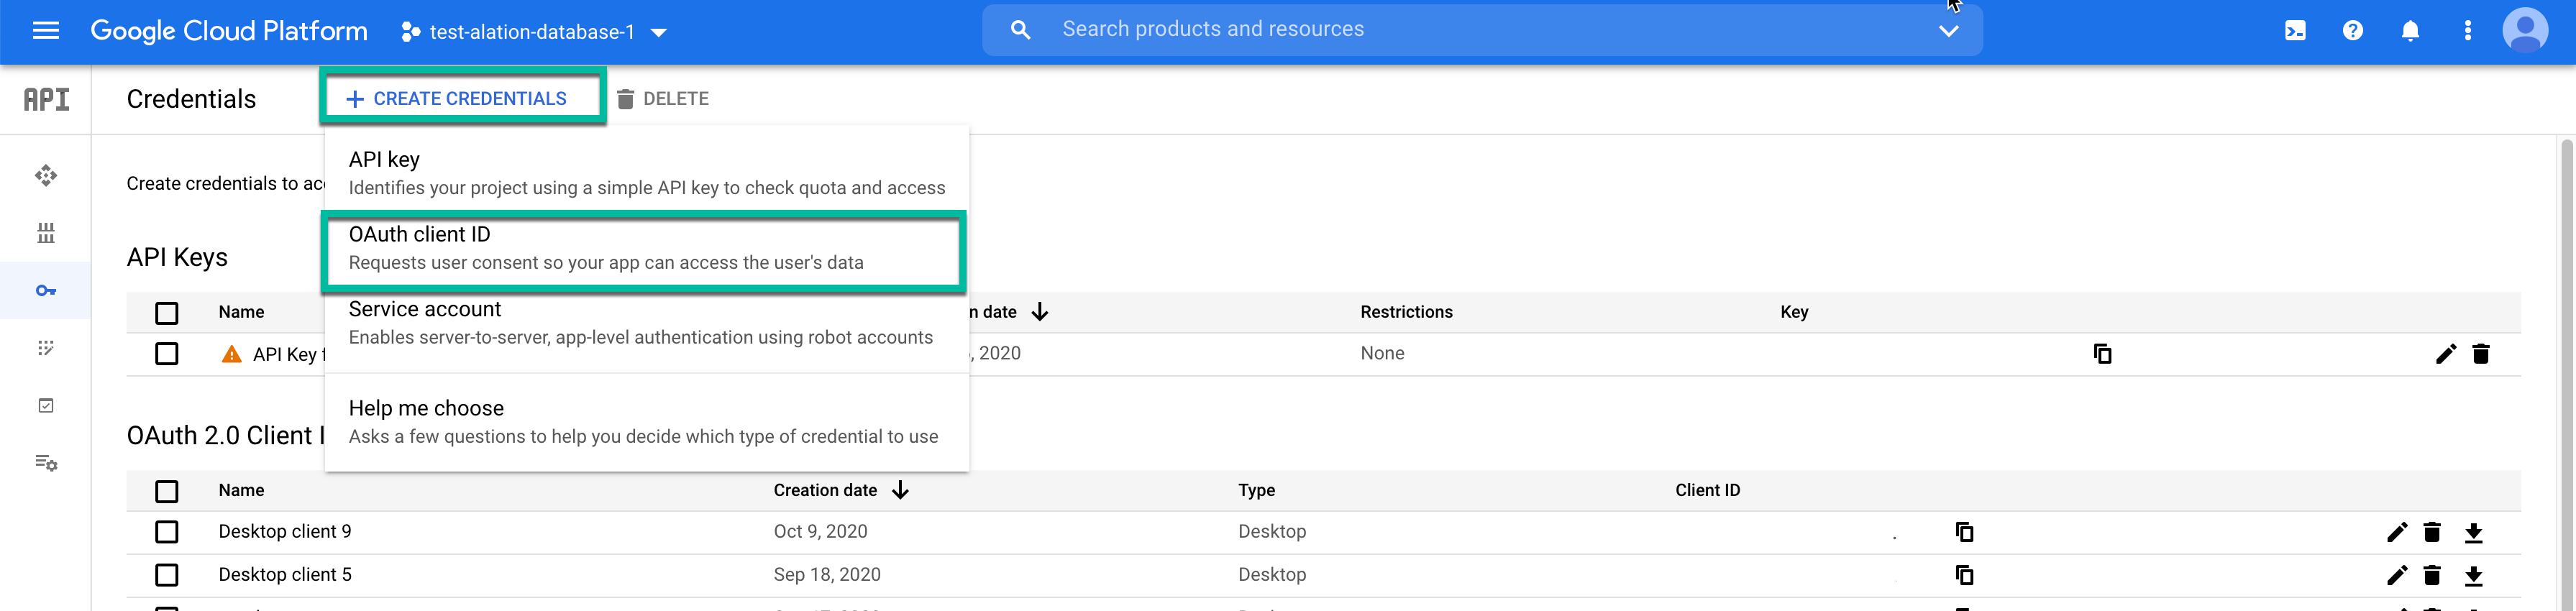 Google Cloud Platform
test-alation-database-1
Search products and resources
API
Credentials
CREATE CREDENTIALS
DELETE
API key
Identifies your project using a simple API key to check quota and access
Create credentials to
OAuth client ID
Requests user consent so your app can access the user's data
API Keys
Service account
Enables server-to-server, app-level authentication using robot accounts
Name
date
Restrictions
Key
API Key
, 2020
None
Help me choose
Asks a few questions to help you decide which type of credential to use
OAuth 2.0 Client
Name
Creation date
Type
Client ID
Desktop client 9
Oct 9, 2020
Desktop
Desktop client 5
Sep 18, 2020
Desktop